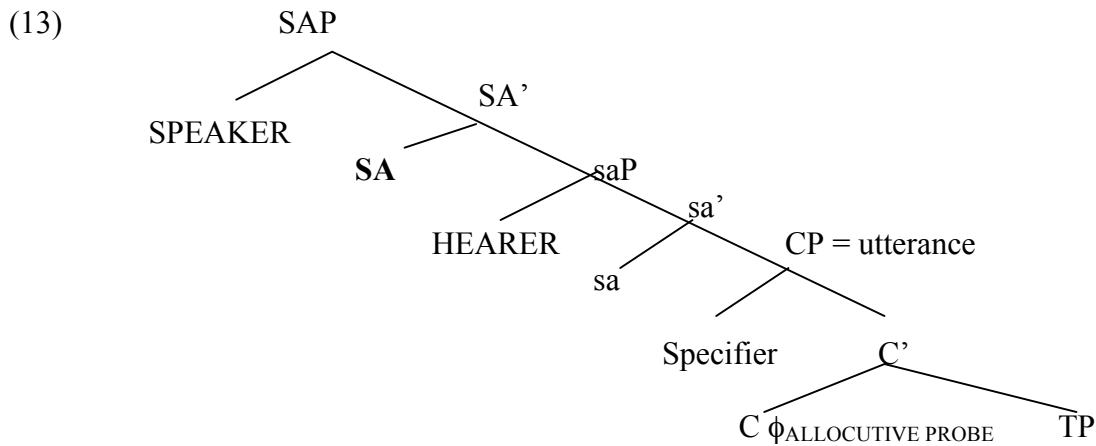 (13) SAP
SA’
SPEAKER
SA saP
sa’
HEARER CP = utterance
sa
Specifier C’
C ϕALLOCUTIVE PROBE TP